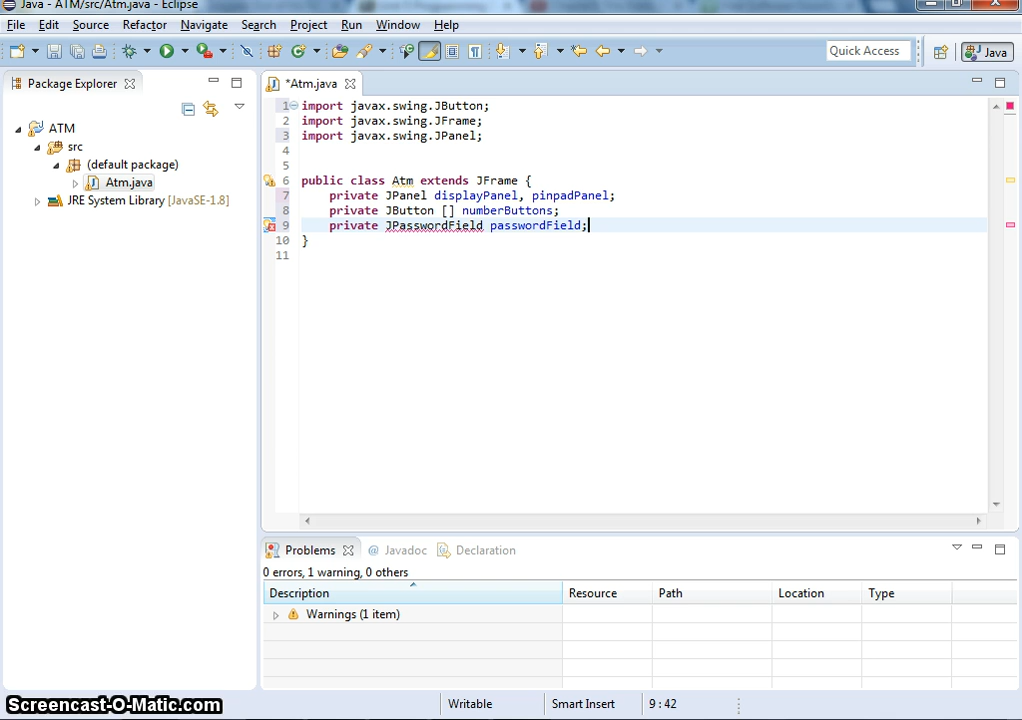 Java - ATM/src/Atm.java - Eclipse
File Edit Source Refactor Navigate Search Project Run Window Help
Quick Access
Java
Package Explorer
*Atm.java
ATM
src
(default package)
Atm.java
JRE System Library [JavaSE-1.8]
1 import javax.swing.JButton;
2 import javax.swing.JFrame;
3 import javax.swing.JPanel;
4
5
6 public class Atm extends JFrame {
7 private JPanel displayPanel, pinpadPanel;
8 private JButton [] numberButtons;
9 private JPasswordField passwordField;
10 }
11
Problems @ Javadoc Declaration
0 errors, 1 warning, 0 others
Description Resource Path Location Type
Warnings (1 item)
Writable Smart Insert 9 : 42
Screencast-O-Matic.com